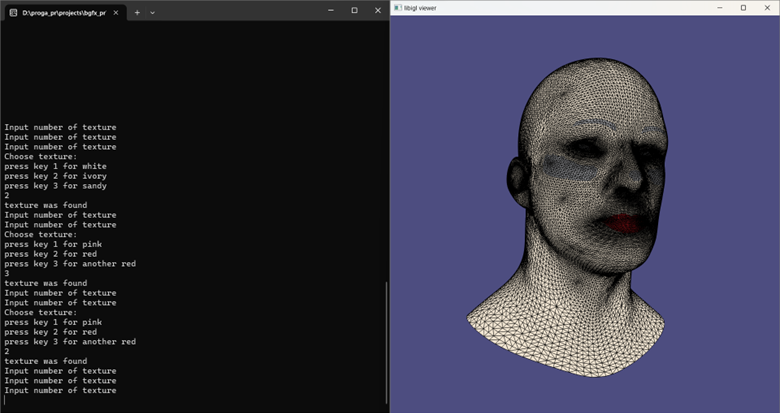 D:\proga_pr\projects\bgfx_pr
libigl viewer
Input number of texture
Input number of texture
Input number of texture
Choose texture:
press key 1 for white
press key 2 for ivory
press key 3 for sandy
2
texture was found
Input number of texture
Input number of texture
Choose texture:
press key 1 for pink
press key 2 for red
press key 3 for another red
3
texture was found
Input number of texture
Input number of texture
Choose texture:
press key 1 for pink
press key 2 for red
press key 3 for another red
2
texture was found
Input number of texture
Input number of texture
Input number of texture